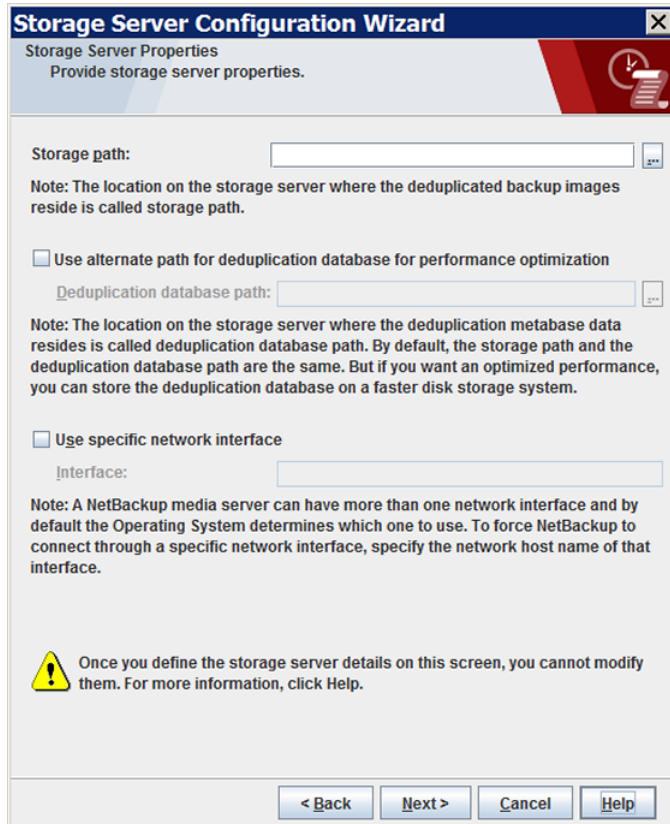 Storage Server Configuration Wizard
Storage Server Properties
Provide storage server properties.
Storage path:
...
Note: The location on the storage server where the deduplicated backup images
reside is called storage path.
Use alternate path for deduplication database for performance optimization
Deduplication database path:
...
Note: The location on the storage server where the deduplication metabase data
resides is called deduplication database path. By default, the storage path and the
deduplication database path are the same. But if you want an optimized performance,
you can store the deduplication database on a faster disk storage system.
Use specific network interface
Interface:
Note: A NetBackup media server can have more than one network interface and by
default the Operating System determines which one to use. To force NetBackup to
connect through a specific network interface, specify the network host name of that
interface.
Once you define the storage server details on this screen, you cannot modify
them. For more information, click Help.
< Back Next > Cancel Help